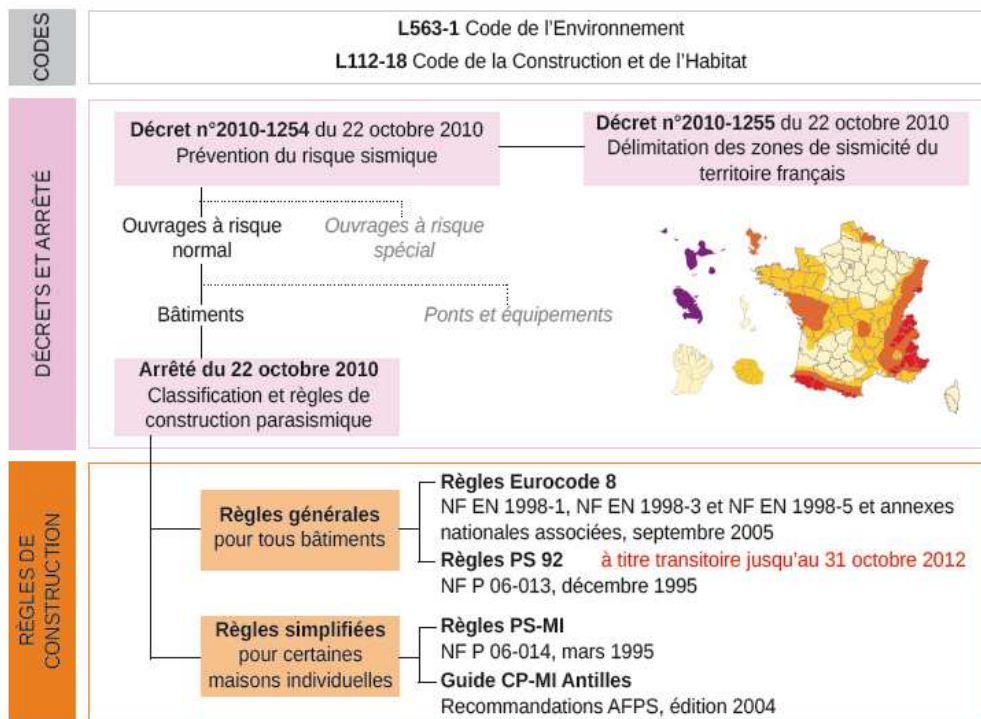 CODES
L563-1 Code de l'Environnement
L112-18 Code de la Construction et de l'Habitat
DÉCRETS ET ARRÊTÉ
Décret n°2010-1254 du 22 octobre 2010
Prévention du risque sismique
Décret n°2010-1255 du 22 octobre 2010
Délimitation des zones de sismicité du
territoire français
Ouvrages à risque
normal
Ouvrages à risque
spécial
Bâtiments
Ponts et équipements
Arrêté du 22 octobre 2010
Classification et règles de
construction parasismique
RÈGLES DE
CONSTRUCTION
Règles générales
pour tous bâtiments
Règles Eurocode 8
NF EN 1998-1, NF EN 1998-3 et NF EN 1998-5 et annexes
nationales associées, septembre 2005
Règles PS 92 à titre transitoire jusqu'au 31 octobre 2012
NF P 06-013, décembre 1995
Règles simplifiées
pour certaines
maisons individuelles
Règles PS-MI
NF P 06-014, mars 1995
Guide CP-MI Antilles
Recommandations AFPS, édition 2004